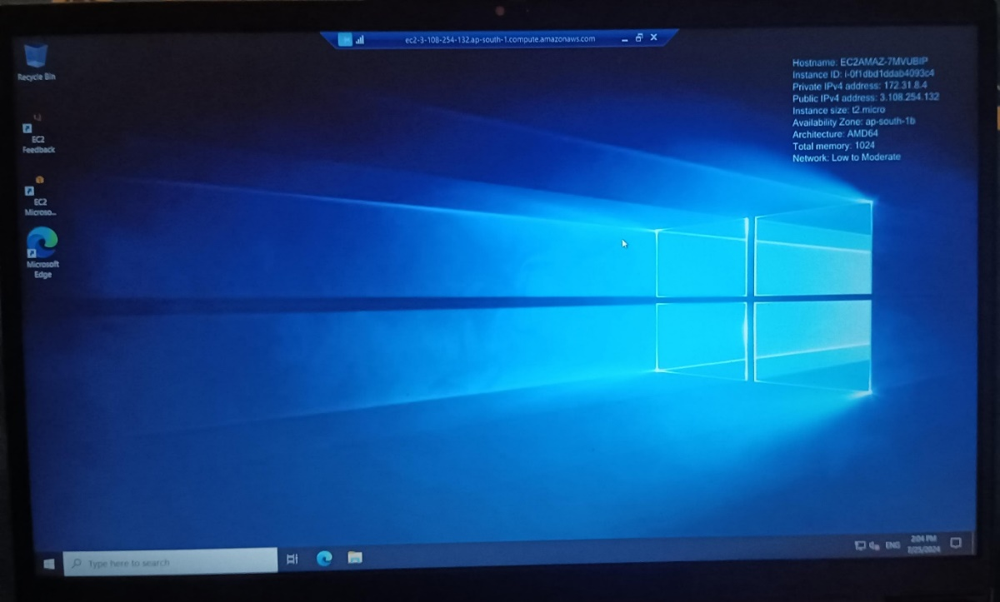 ec2-3-108-254-132.ap-south-1.compute.amazonaws.com
Recycle Bin
EC2
Feedback
EC2
Microso...
Microsoft
Edge
Hostname: EC2AMAZ-7MVUBIP
Instance ID: i-0f1dbd1ddab4093c4
Private IPv4 address: 172.31.8.4
Public IPv4 address: 3.108.254.132
Instance size: t2.micro
Availability Zone: ap-south-1b
Architecture: AMD64
Total memory: 1024
Network: Low to Moderate
Type here to search
ENG
2:04 PM
7/25/2024